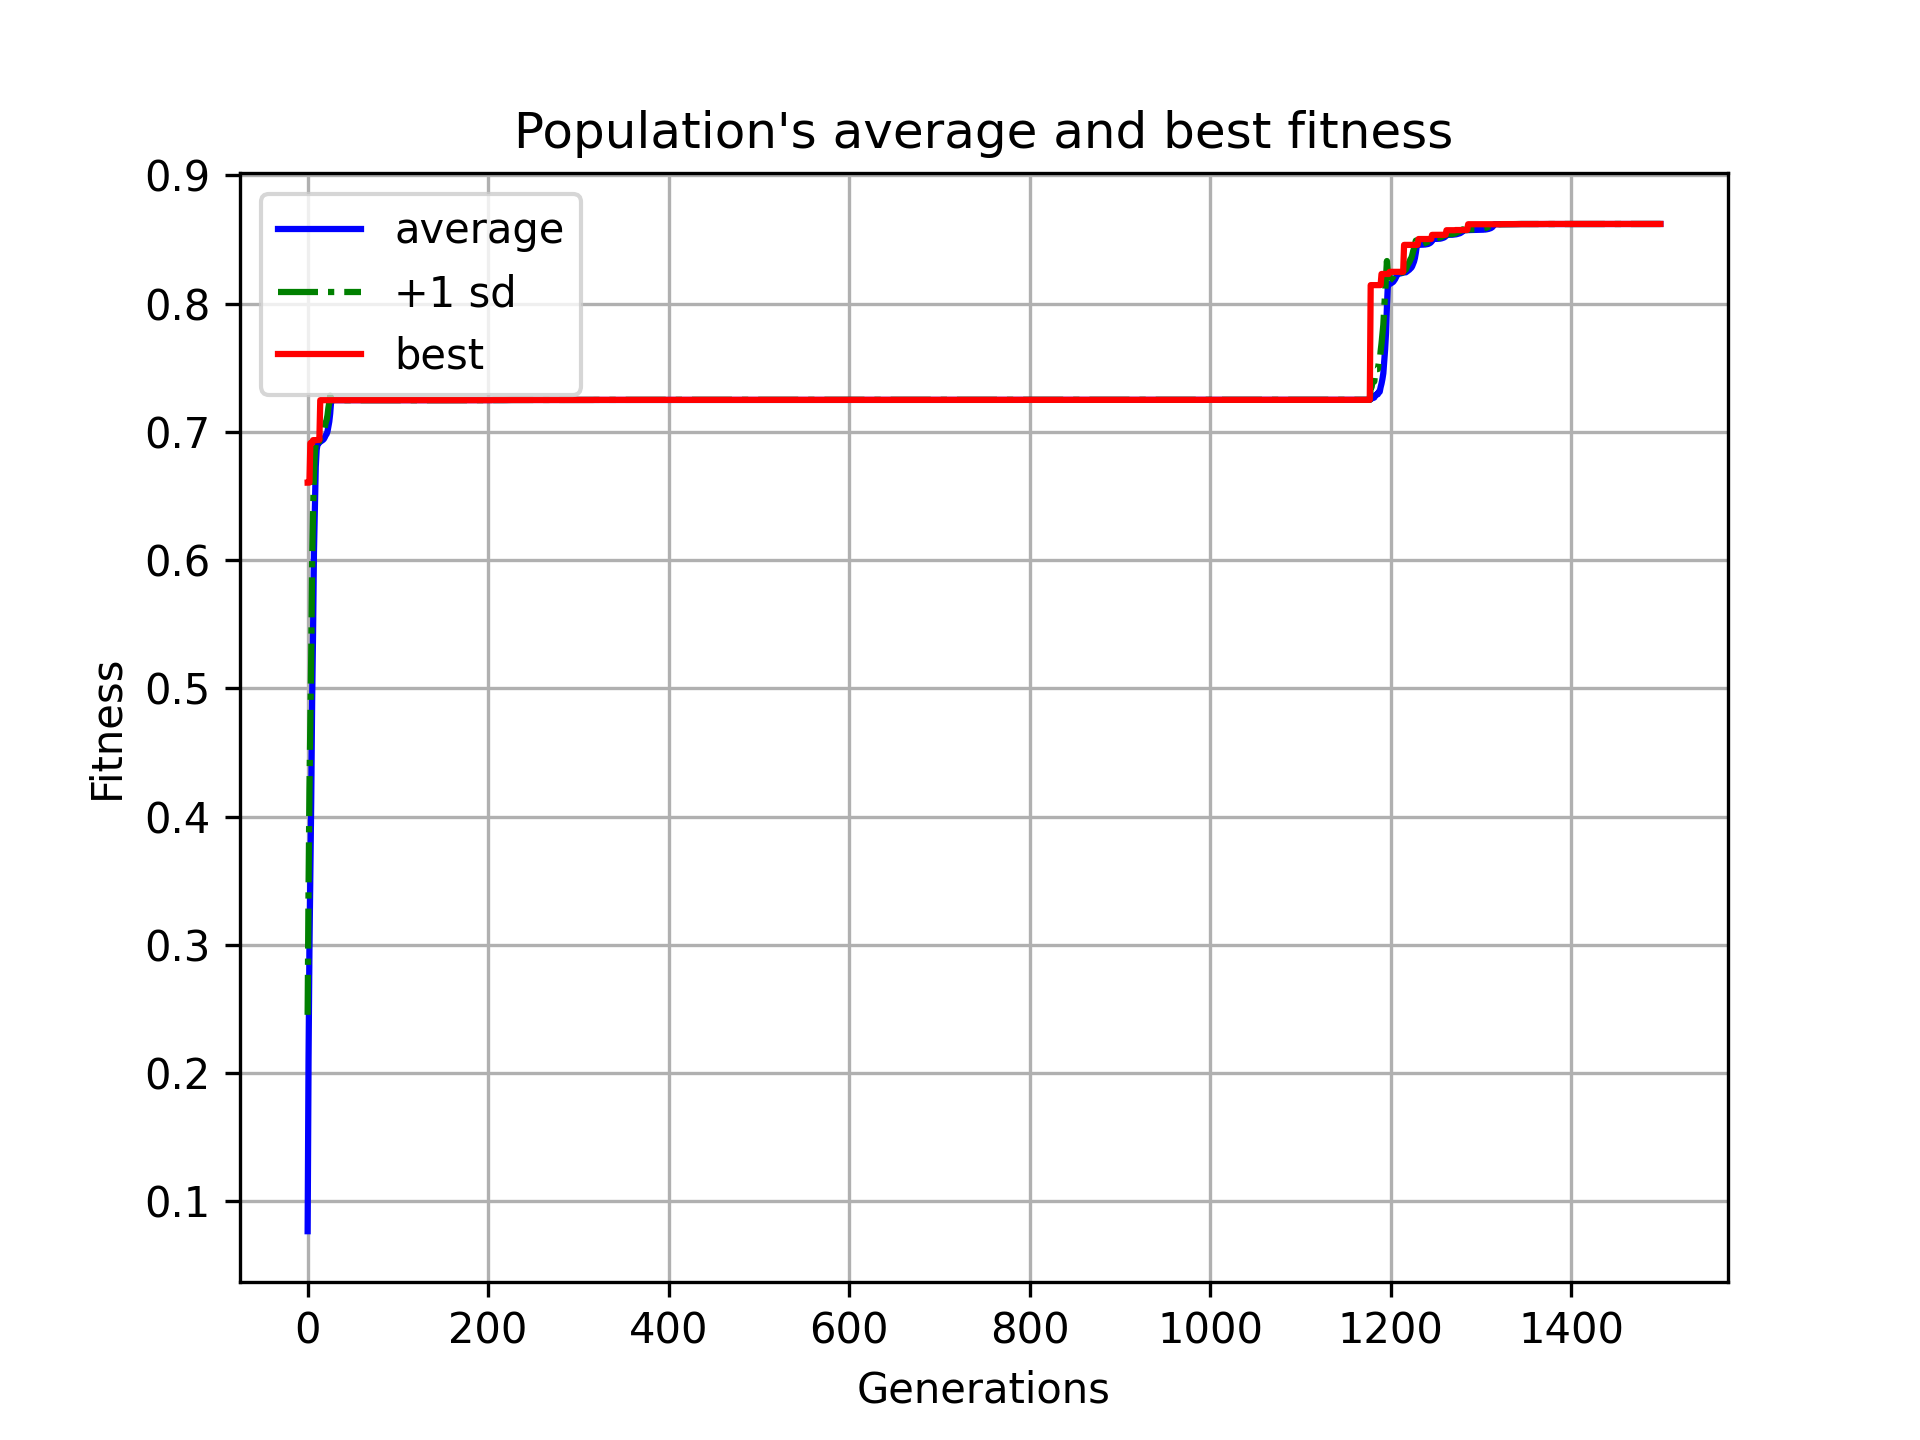 Population's average and best fitness
0.9
0.8
0.7
0.6
0.5
0.4
0.3
0.2
0.1
average
+1 sd
best
Fitness
0 200 400 600 800 1000 1200 1400
Generations